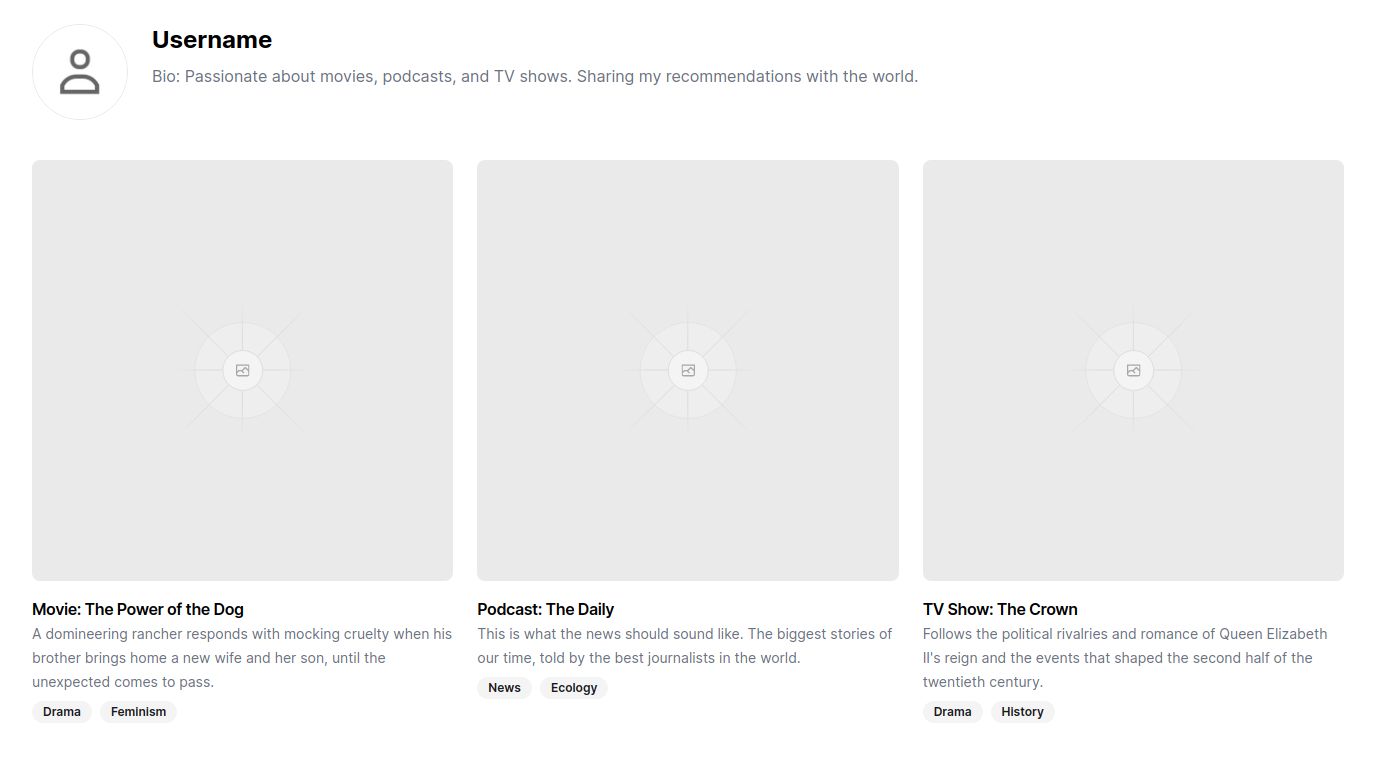 Username
Bio: Passionate about movies, podcasts, and TV shows. Sharing my recommendations with the world.
Movie: The Power of the Dog
A domineering rancher responds with mocking cruelty when his
brother brings home a new wife and her son, until the
unexpected comes to pass.
Drama Feminism
Podcast: The Daily
This is what the news should sound like. The biggest stories of
our time, told by the best journalists in the world.
News Ecology
TV Show: The Crown
Follows the political rivalries and romance of Queen Elizabeth
II's reign and the events that shaped the second half of the
twentieth century.
Drama History